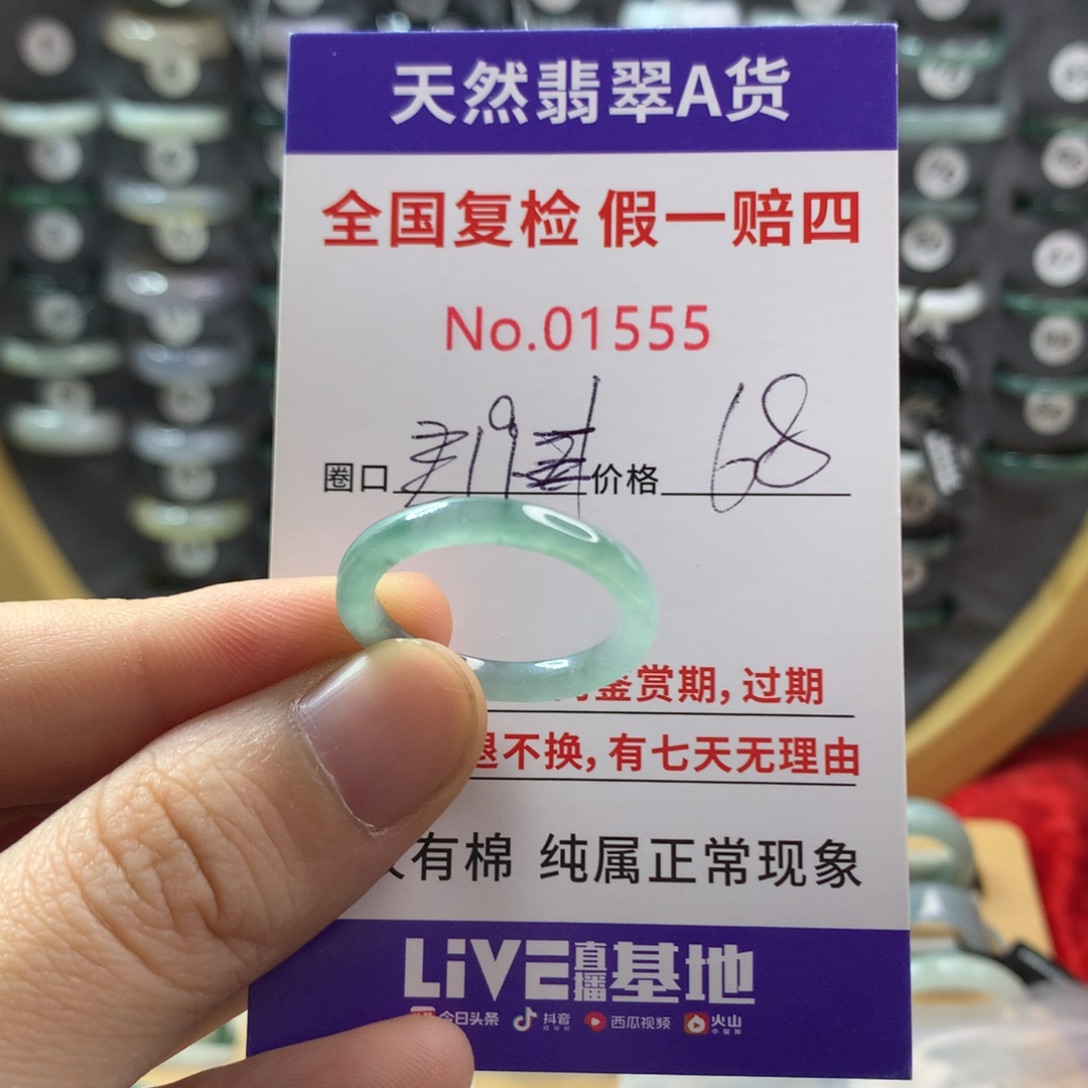 天然翡翠A货
全国复检 假一赔四
No.01555
圈口 19 价格 68
鉴赏期，过期
退不换，有七天无理由
有棉 纯属正常现象
LiVE直播基地
今日头条 抖音 西瓜视频 火山